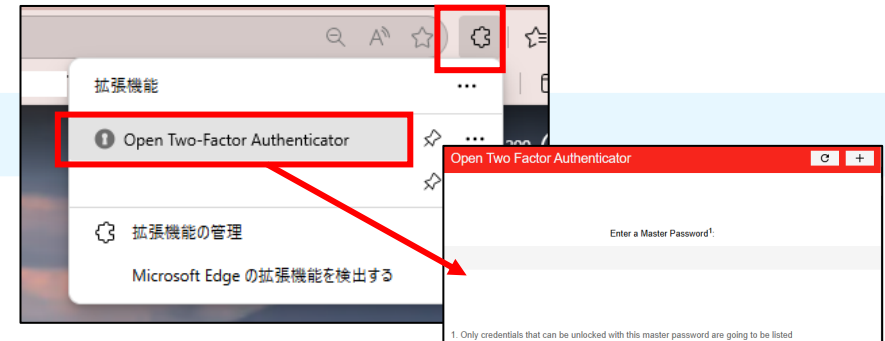 拡張機能
Open Two-Factor Authenticator
拡張機能の管理
Microsoft Edge の拡張機能を検出する
Open Two Factor Authenticator
Enter a Master Password¹:
1. Only credentials that can be unlocked with this master password are going to be listed